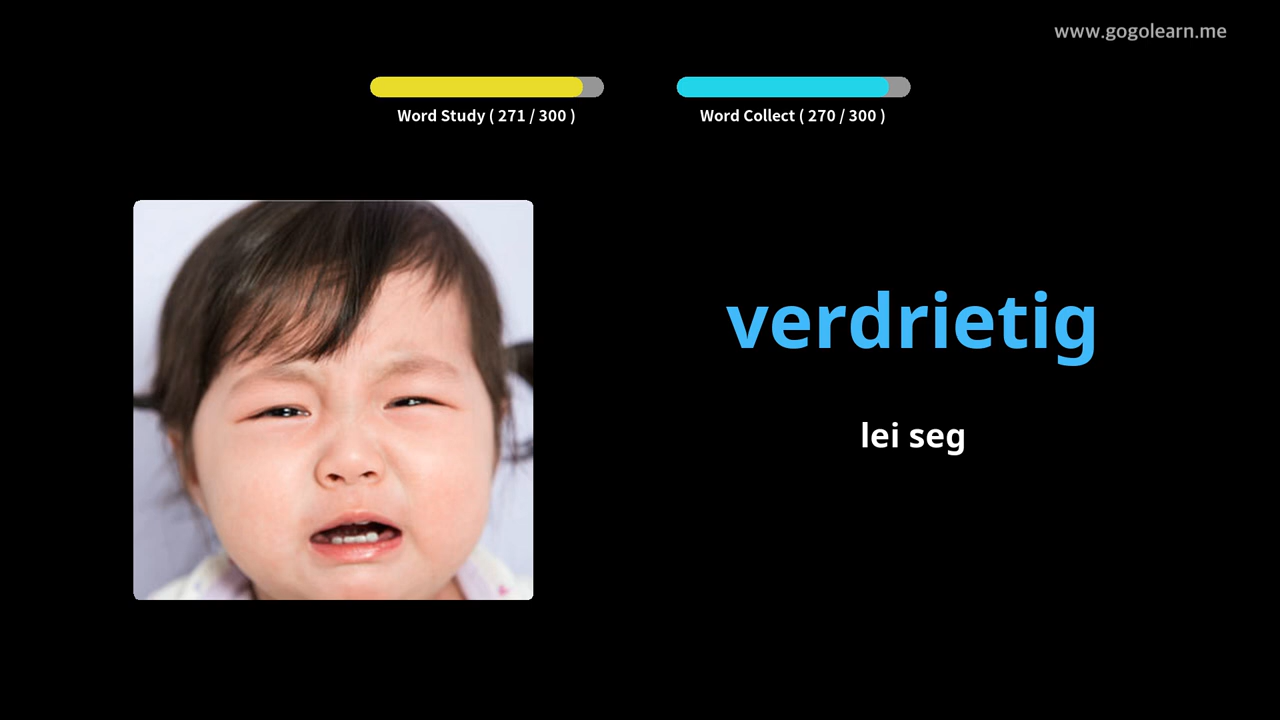 www.gogolearn.me
Word Study ( 271 / 300 )
Word Collect ( 270 / 300 )
verdrietig
lei seg